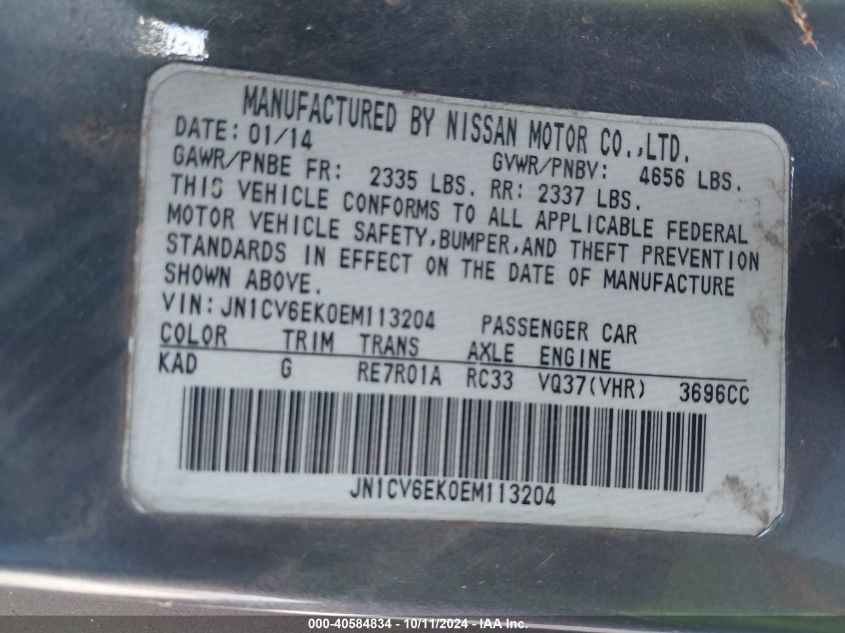 MANUFACTURED BY NISSAN MOTOR CO.,LTD.
DATE: 01/14 GVWR/PNBV: 4656 LBS.
GAWR/PNBE FR: 2335 LBS. RR: 2337 LBS.
THIS VEHICLE CONFORMS TO ALL APPLICABLE FEDERAL
MOTOR VEHICLE SAFETY,BUMPER,AND THEFT PREVENTION
STANDARDS IN EFFECT ON THE DATE OF MANUFACTURE
SHOWN ABOVE.
VIN: JN1CV6EK0EM113204 PASSENGER CAR
COLOR TRIM TRANS AXLE ENGINE
KAD G RE7R01A RC33 VQ37(VHR) 3696CC
JN1CV6EK0EM113204
000-40584834 - 10/11/2024 - IAA Inc.